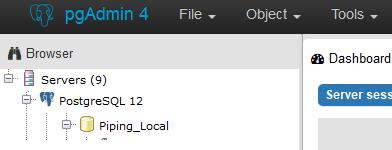 pgAdmin 4 File Object Tools
Browser
Dashboard
Servers (9)
Server sess
PostgreSQL 12
Piping_Local